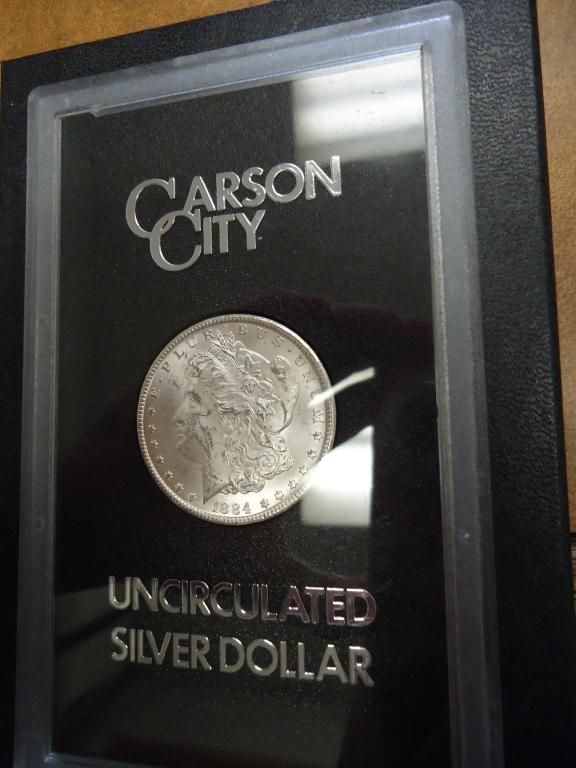 CARSON
CITY
E · PLURIBUS · UNUM
1884
UNCIRCULATED
SILVER DOLLAR